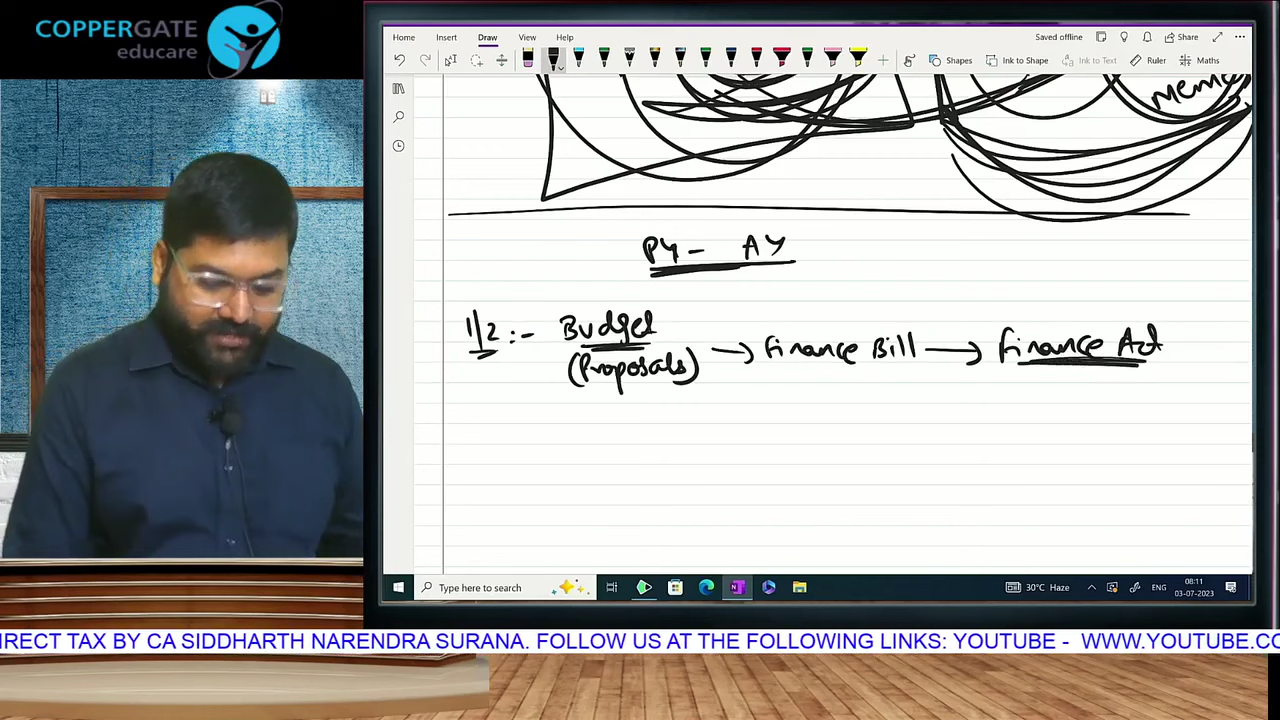 COPPERGATE
educare
Home Insert Draw View Help
Saved offline
Share
Shapes
Ink to Shape
Ink to Text
Ruler
Maths
Memo
PY - AY
1/2 :- Budget
(Proposals) → Finance Bill → Finance Act
Type here to search
30°C Haze
ENG
08:11
03-07-2023
DIRECT TAX BY CA SIDDHARTH NARENDRA SURANA. FOLLOW US AT THE FOLLOWING LINKS: YOUTUBE - WWW.YOUTUBE.CO